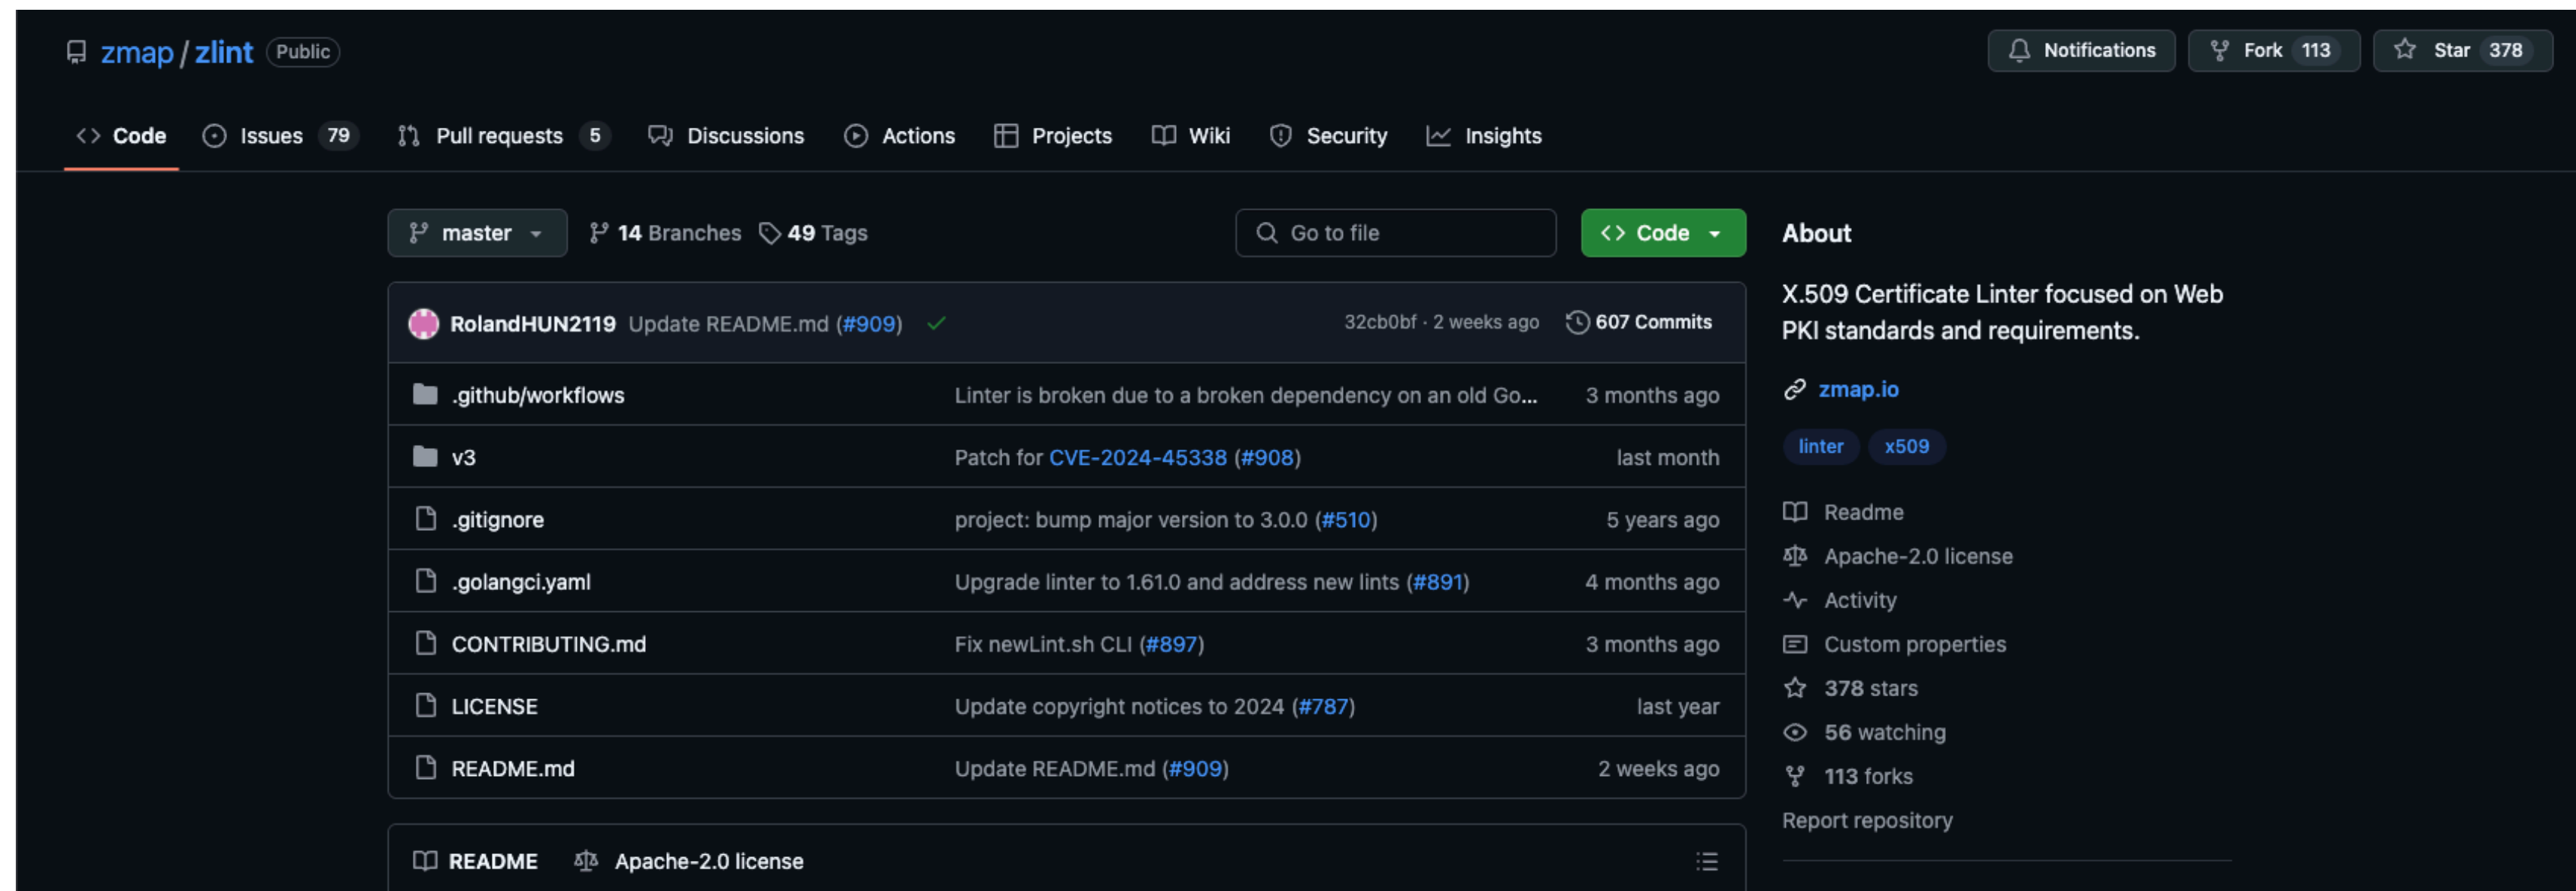 zmap / zlint Public
Notifications Fork 113 Star 378
Code Issues 79 Pull requests 5 Discussions Actions Projects Wiki Security Insights
master 14 Branches 49 Tags Go to file Code
RolandHUN2119 Update README.md (#909) 32cb0bf · 2 weeks ago 607 Commits
.github/workflows Linter is broken due to a broken dependency on an old Go... 3 months ago
v3 Patch for CVE-2024-45338 (#908) last month
.gitignore project: bump major version to 3.0.0 (#510) 5 years ago
.golangci.yaml Upgrade linter to 1.61.0 and address new lints (#891) 4 months ago
CONTRIBUTING.md Fix newLint.sh CLI (#897) 3 months ago
LICENSE Update copyright notices to 2024 (#787) last year
README.md Update README.md (#909) 2 weeks ago
README Apache-2.0 license
About
X.509 Certificate Linter focused on Web
PKI standards and requirements.
zmap.io
linter x509
Readme
Apache-2.0 license
Activity
Custom properties
378 stars
56 watching
113 forks
Report repository